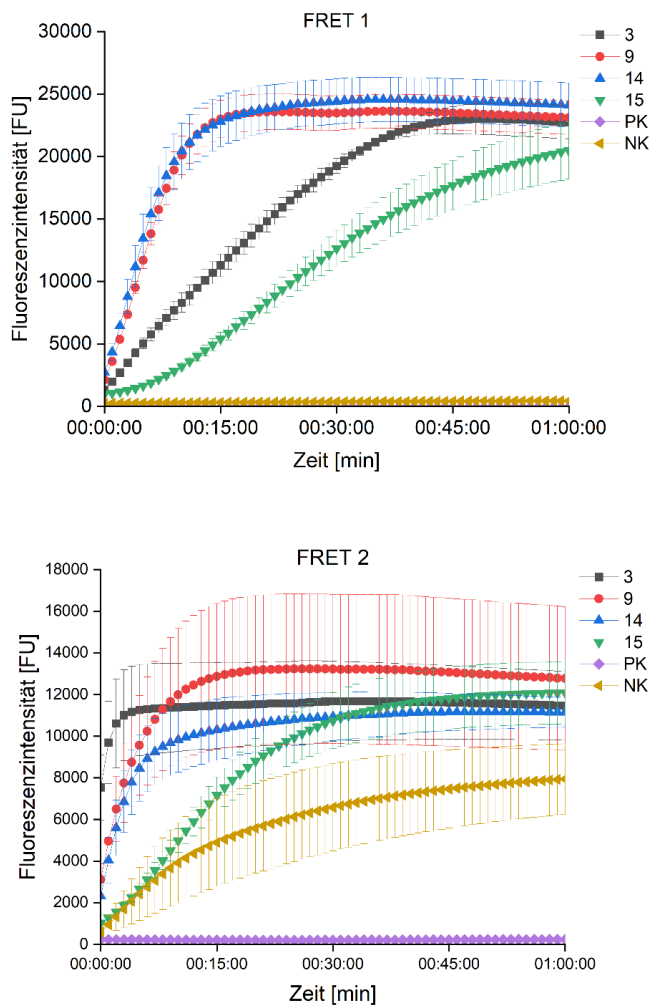 FRET 1
30000
25000
20000
15000
10000
5000
0
Fluoreszenzintensität [FU]
00:00:00 00:15:00 00:30:00 00:45:00 01:00:00
Zeit [min]
3
9
14
15
PK
NK
FRET 2
18000
16000
14000
12000
10000
8000
6000
4000
2000
0
Fluoreszenzintensität [FU]
00:00:00 00:15:00 00:30:00 00:45:00 01:00:00
Zeit [min]
3
9
14
15
PK
NK